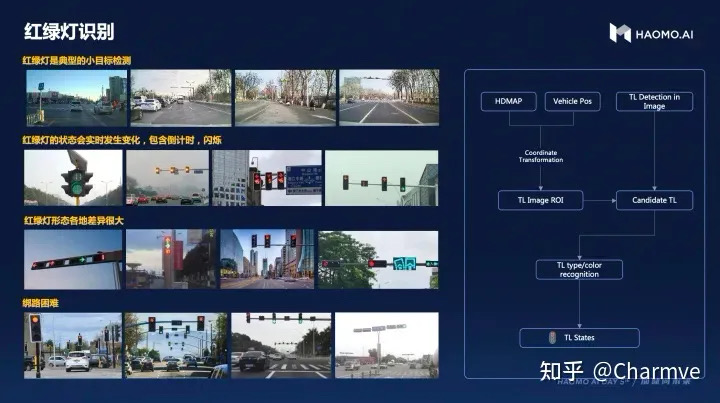 红绿灯识别
HAOMO.AI
红绿灯是典型的小目标检测
红绿灯的状态会实时发生变化，包含倒计时，闪烁
红绿灯形态各地差异很大
绑路困难
HDMAP
Vehicle Pos
TL Detection in
Image
Coordinate
Transformation
TL Image ROI
Candidate TL
TL type/color
recognition
TL States
知乎 @Charmve
HAOMO AI DAY